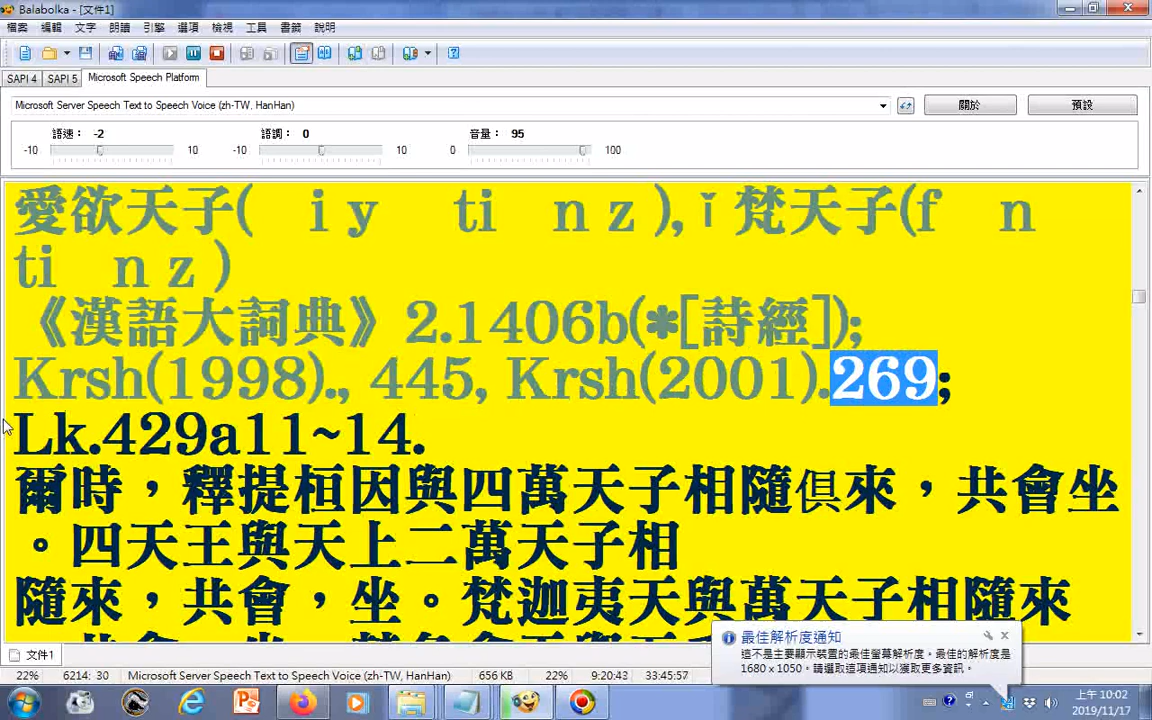 Balabolka - [文件1]
檔案 編輯 文字 朗讀 引擎 選項 檢視 工具 書籤 說明
SAPI 4 SAPI 5 Microsoft Speech Platform
Microsoft Server Speech Text to Speech Voice (zh-TW, HanHan) 關於 預設
語速: -2 語調: 0 音量: 95
-10 10 -10 10 0 100
愛欲天子( i y ti n z ), ǐ 梵天子(f n
ti n z )
《漢語大詞典》2.1406b(*[詩經]);
Krsh(1998)., 445, Krsh(2001).269;
Lk.429a11~14.
爾時，釋提桓因與四萬天子相隨俱來，共會坐
。四天王與天上二萬天子相
隨來，共會，坐。梵迦夷天與萬天子相隨來
最佳解析度通知
這不是主要顯示裝置的最佳螢幕解析度。最佳的解析度是
1680 x 1050。請選取這項通知以獲取更多資訊。
文件1
22% 6214: 30 Microsoft Server Speech Text to Speech Voice (zh-TW, HanHan) 656 KB 22% 9:20:43 33:45:57
上午 10:02
2019/11/17